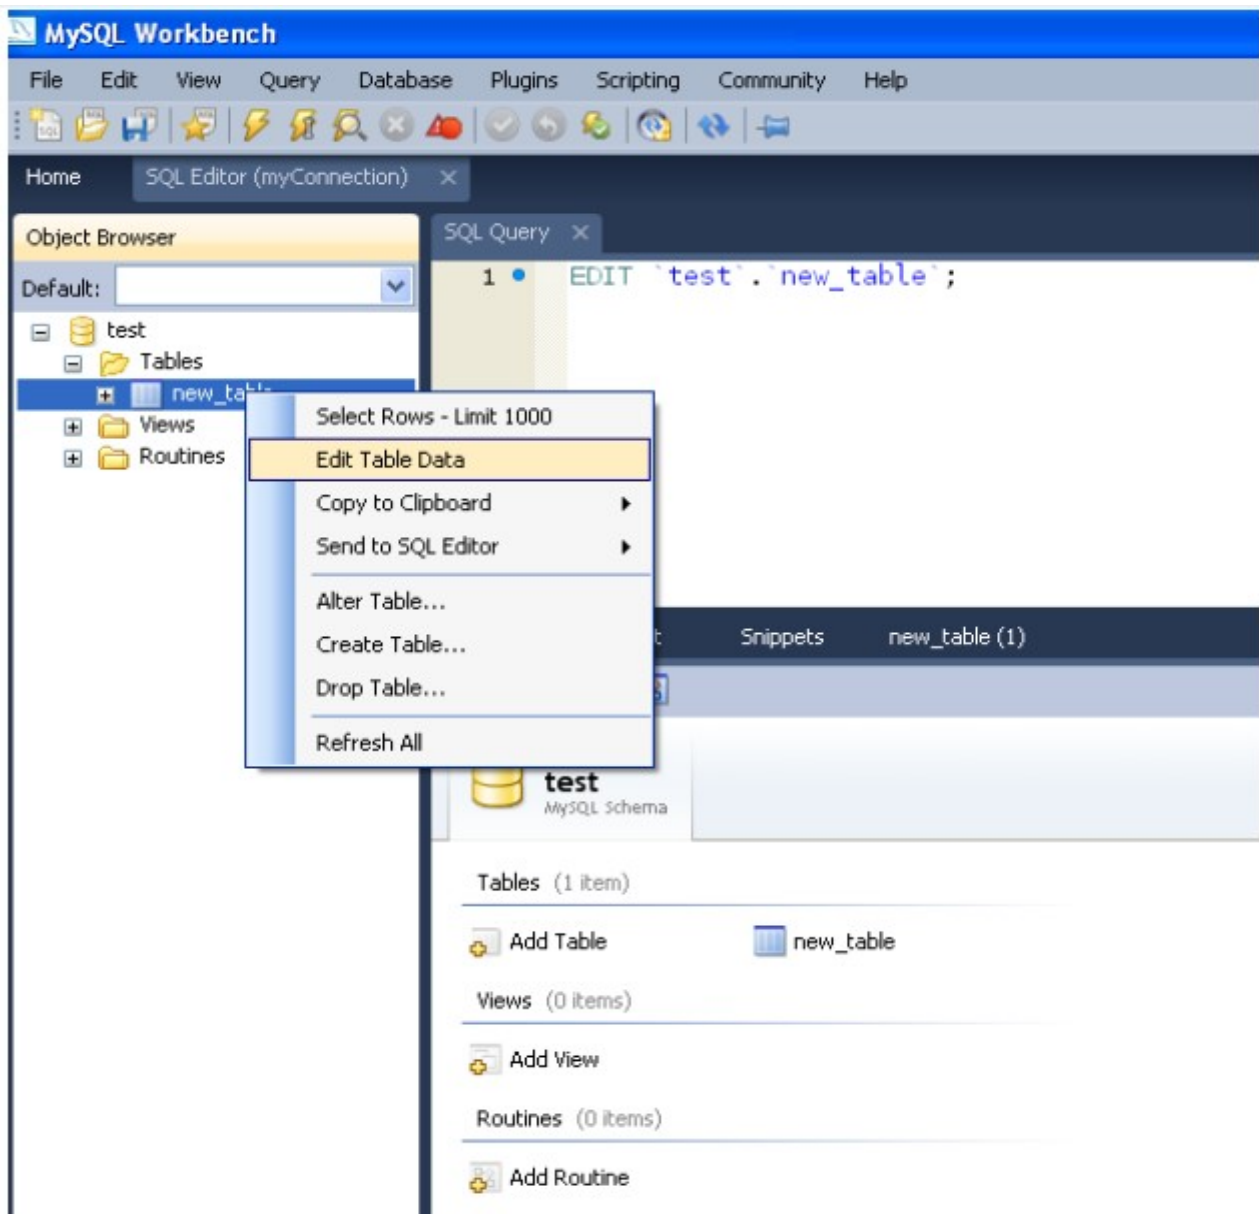 MySQL Workbench
File Edit View Query Database Plugins Scripting Community Help
Home SQL Editor (myConnection)
Object Browser
SQL Query
Default:
1 EDIT `test`.`new_table`;
test
Tables
new_table
Views
Routines
Select Rows - Limit 1000
Edit Table Data
Copy to Clipboard
Send to SQL Editor
Alter Table...
Create Table...
Drop Table...
Refresh All
Snippets new_table (1)
test
MySQL Schema
Tables (1 item)
Add Table new_table
Views (0 items)
Add View
Routines (0 items)
Add Routine